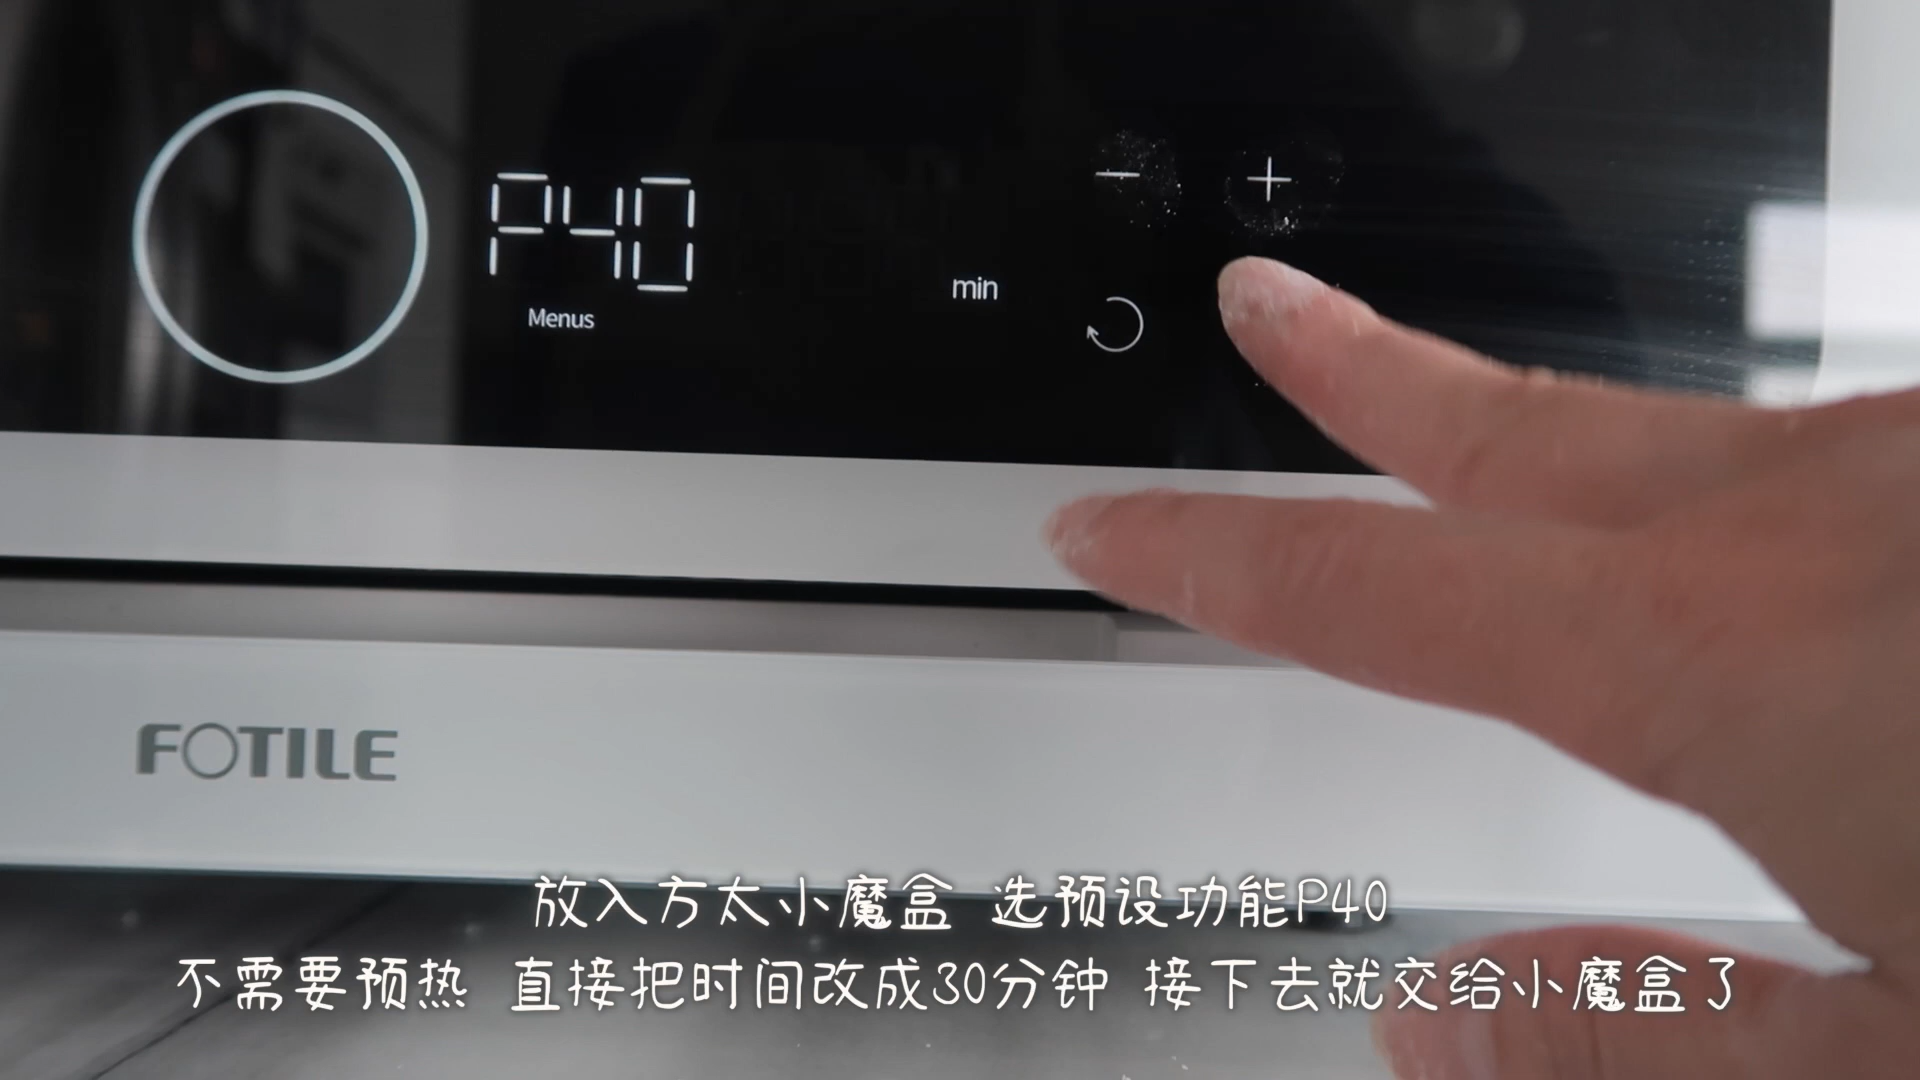 P40
Menus
min
FOTILE
放入方太小魔盒 选预设功能P40
不需要预热 直接把时间改成30分钟 接下去就交给小魔盒了